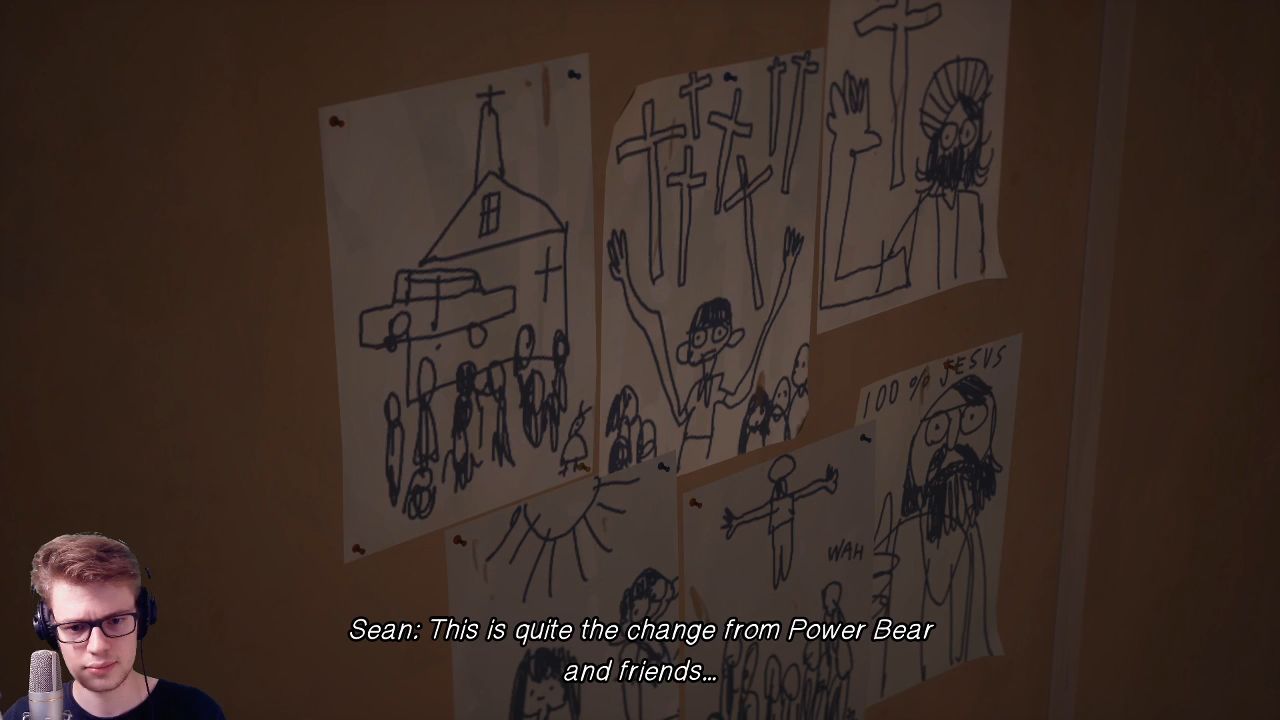 100 % JESUS
WAH
Sean: This is quite the change from Power Bear
and friends...